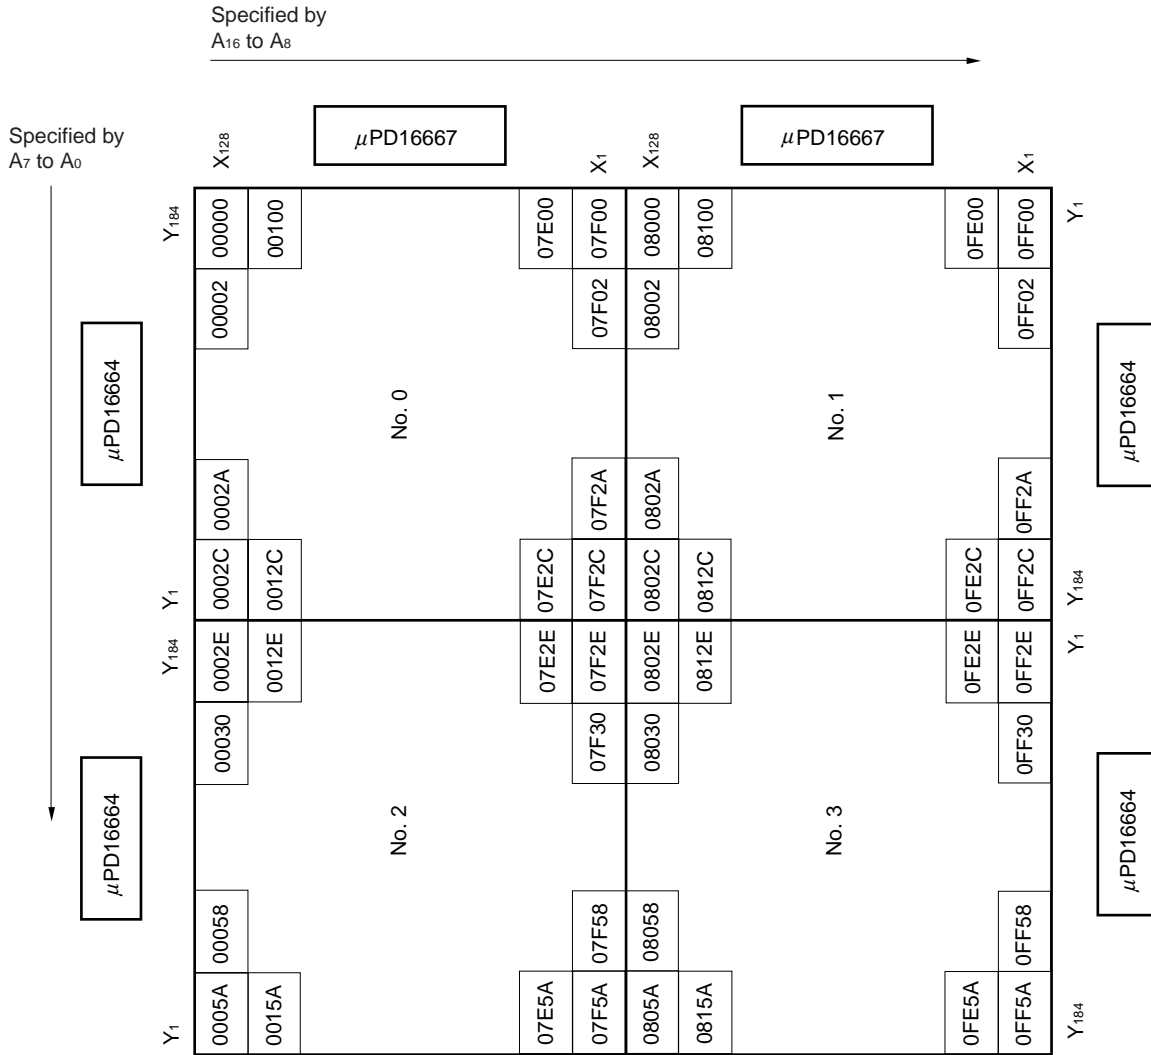 Specified by
A16 to A8
Specified by
A7 to A0
μPD16667
μPD16667
X128
X1
X128
X1
Y184
00000
00100
07E00
07F00
08000
08100
0FE00
0FF00
Y1
00002
07F02
08002
0FF02
μPD16664
No. 0
No. 1
μPD16664
0002A
07F2A
0802A
0FF2A
Y1
0002C
0012C
07E2C
07F2C
0802C
0812C
0FE2C
0FF2C
Y184
Y184
0002E
0012E
07E2E
07F2E
0802E
0812E
0FE2E
0FF2E
Y1
00030
07F30
08030
0FF30
μPD16664
No. 2
No. 3
μPD16664
00058
07F58
08058
0FF58
Y1
0005A
0015A
07E5A
07F5A
0805A
0815A
0FE5A
0FF5A
Y184